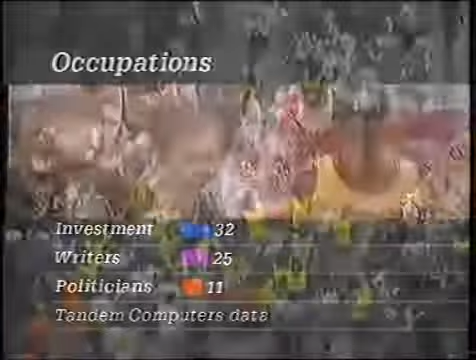 Occupations
Investment 32
Writers 25
Politicians 11
Tandem Computers data